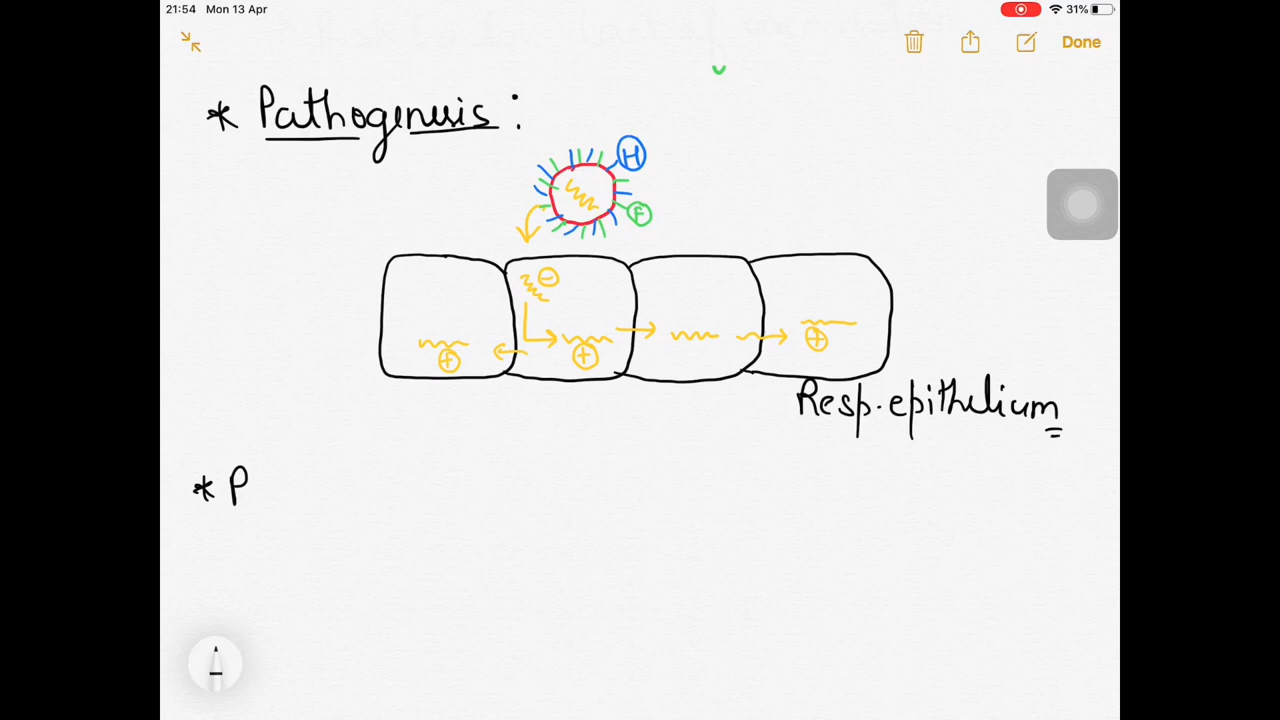 21:54 Mon 13 Apr 31%
Done
* Pathogenesis :
H
F
Resp. epithelium
* P